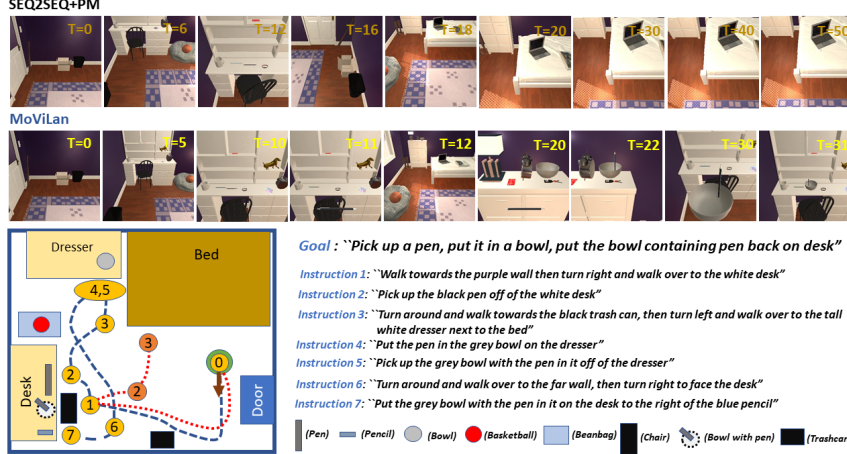 SEQ2SEQ+PM
T=0 T=6 T=12 T=16 T=18 T=20 T=30 T=40 T=50
MoViLan
T=0 T=5 T=10 T=11 T=12 T=20 T=22 T=30 T=31
Dresser
Bed
4,5
3
3
0
2
2
1
Desk
Door
6
7
Goal : ``Pick up a pen, put it in a bowl, put the bowl containing pen back on desk”
Instruction 1: ``Walk towards the purple wall then turn right and walk over to the white desk”
Instruction 2: ``Pick up the black pen off of the white desk”
Instruction 3: ``Turn around and walk towards the black trash can, then turn left and walk over to the tall
white dresser next to the bed”
Instruction 4: ``Put the pen in the grey bowl on the dresser”
Instruction 5: ``Pick up the grey bowl with the pen in it off of the dresser”
Instruction 6: ``Turn around and walk over to the far wall, then turn right to face the desk”
Instruction 7: ``Put the grey bowl with the pen in it on the desk to the right of the blue pencil”
(Pen) (Pencil) (Bowl) (Basketball) (Beanbag) (Chair) (Bowl with pen) (Trashcan